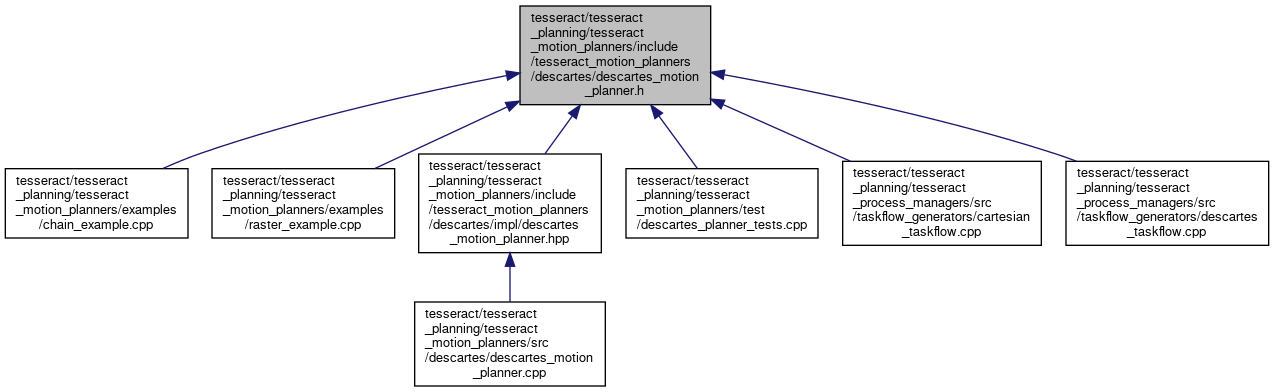 tesseract/tesseract
_planning/tesseract
_motion_planners/include
/tesseract_motion_planners
/descartes/descartes_motion
_planner.h
tesseract/tesseract
_planning/tesseract
_motion_planners/examples
/chain_example.cpp
tesseract/tesseract
_planning/tesseract
_motion_planners/examples
/raster_example.cpp
tesseract/tesseract
_planning/tesseract
_motion_planners/include
/tesseract_motion_planners
/descartes/impl/descartes
_motion_planner.hpp
tesseract/tesseract
_planning/tesseract
_motion_planners/test
/descartes_planner_tests.cpp
tesseract/tesseract
_planning/tesseract
_process_managers/src
/taskflow_generators/cartesian
_taskflow.cpp
tesseract/tesseract
_planning/tesseract
_process_managers/src
/taskflow_generators/descartes
_taskflow.cpp
tesseract/tesseract
_planning/tesseract
_motion_planners/src
/descartes/descartes_motion
_planner.cpp